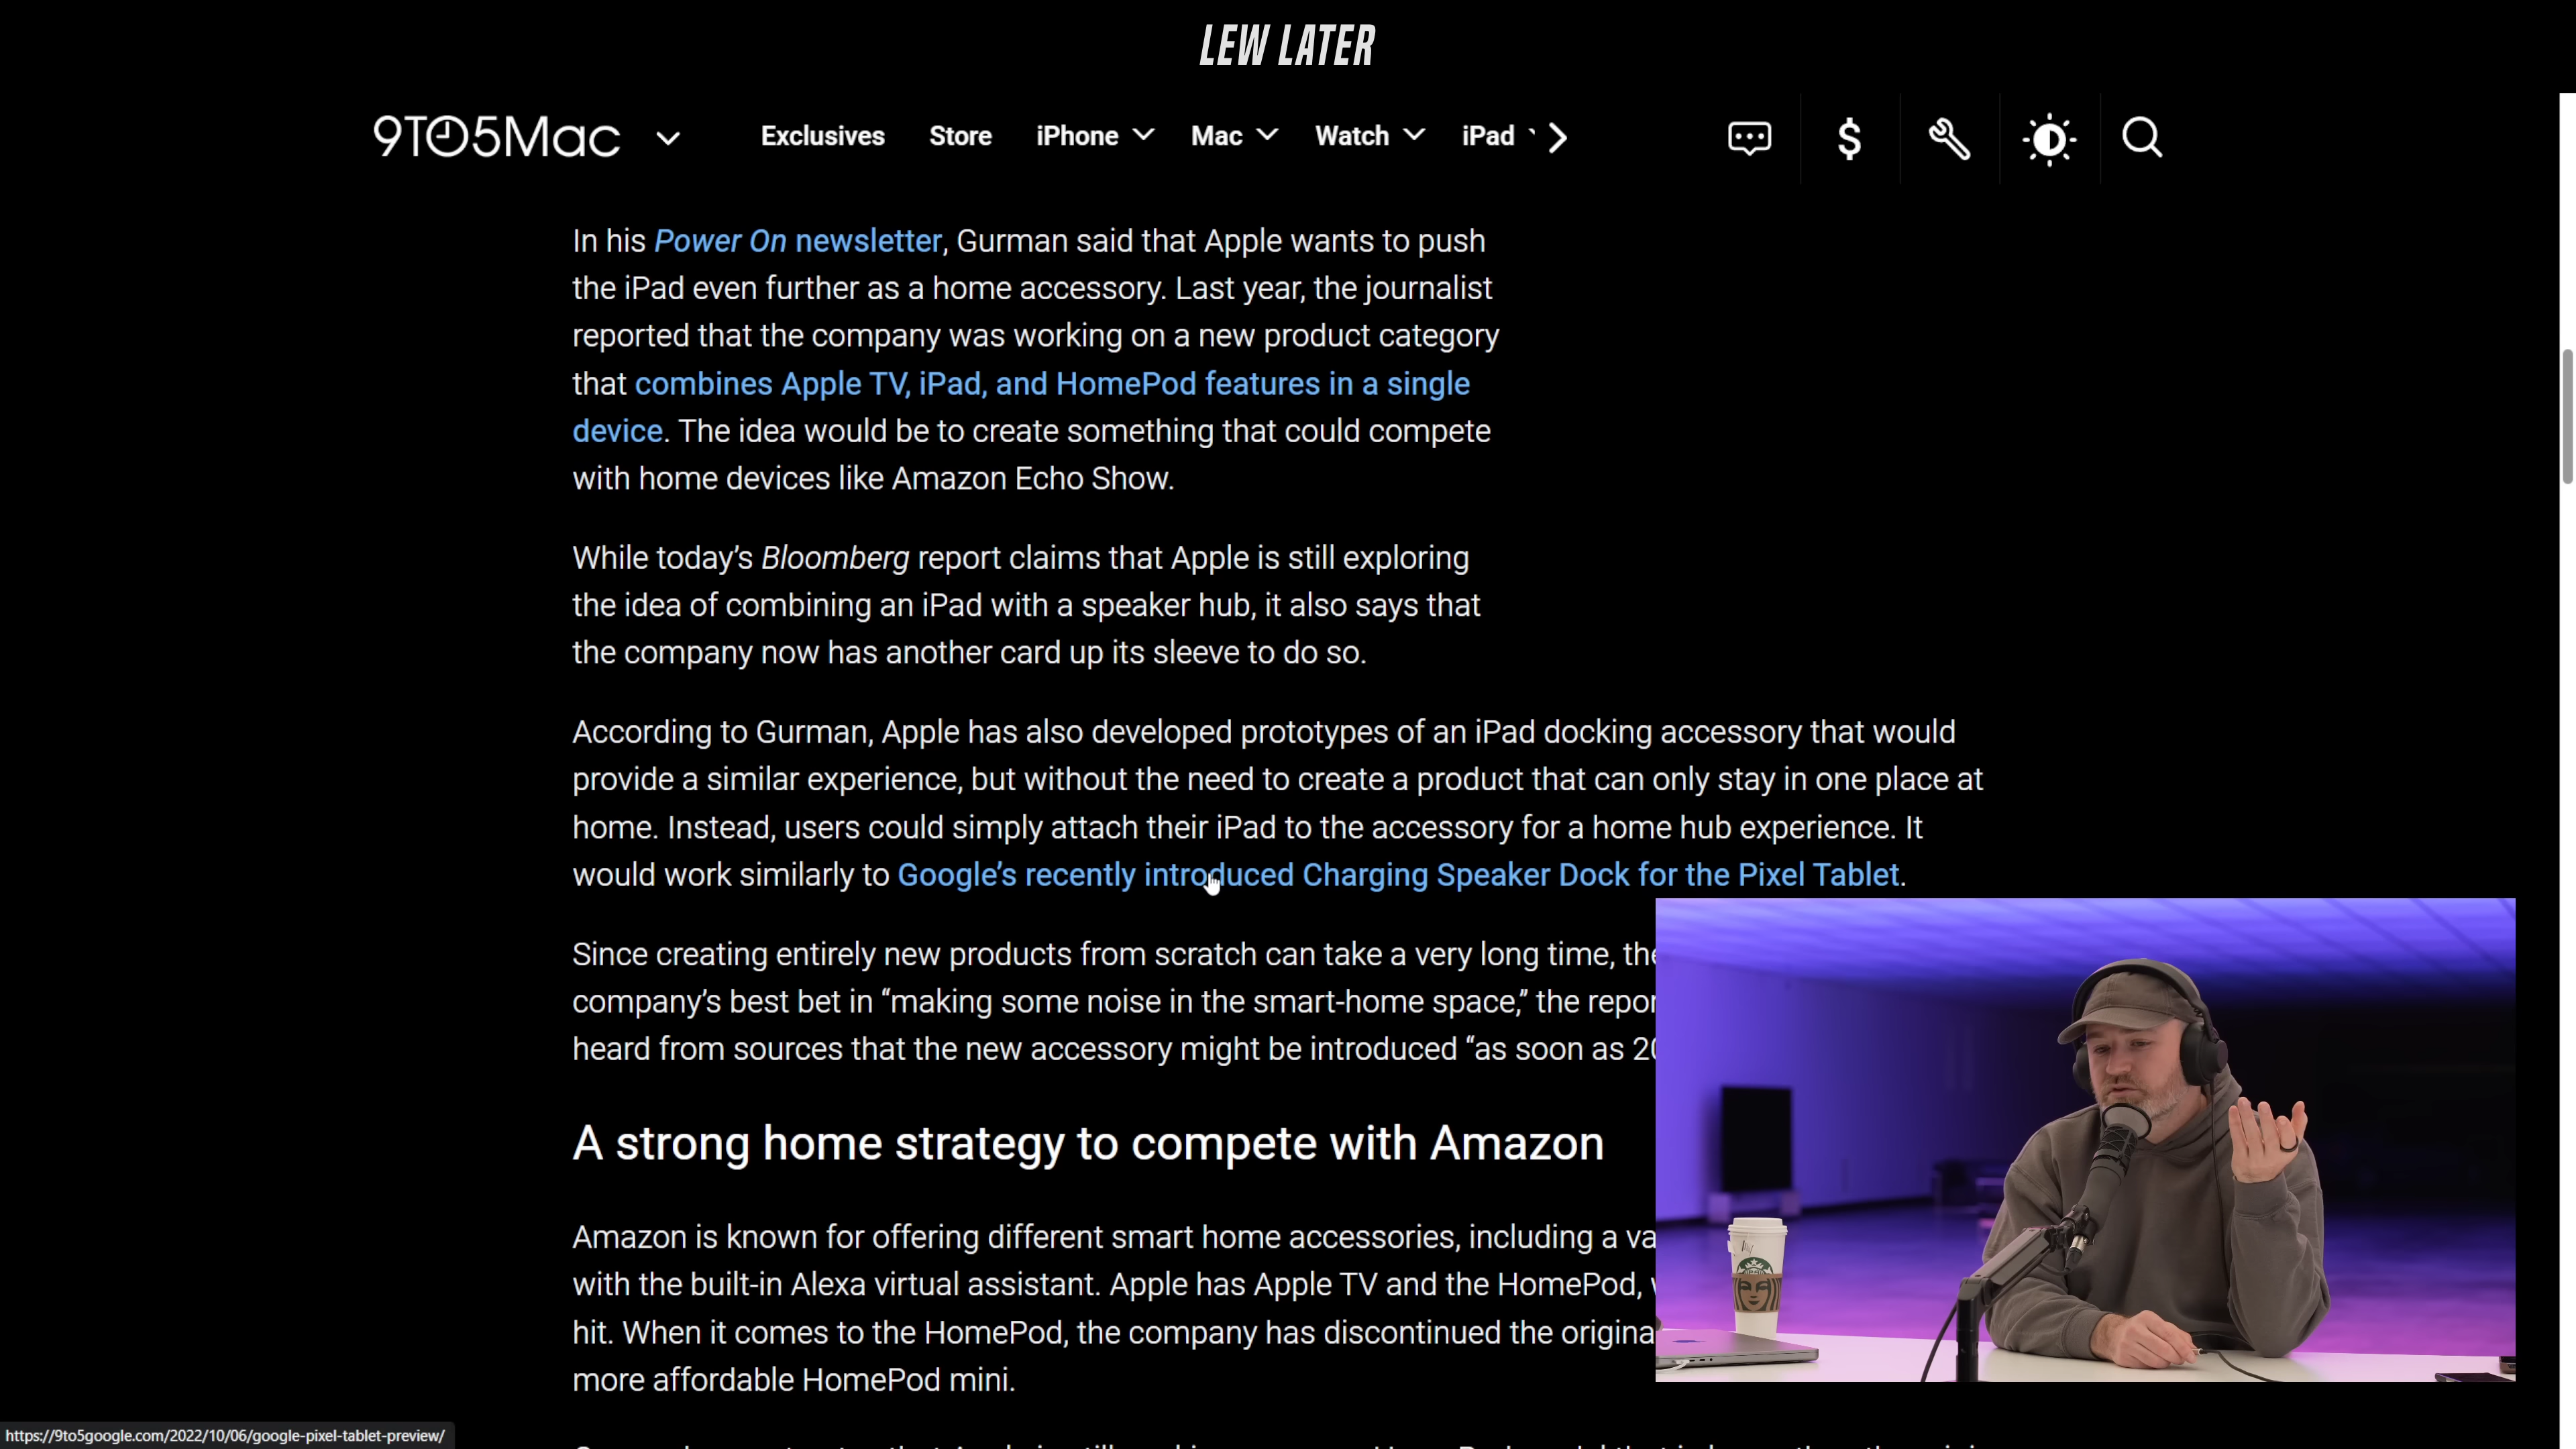 LEW LATER
9TO5Mac
Exclusives Store iPhone Mac Watch iPad
In his Power On newsletter, Gurman said that Apple wants to push
the iPad even further as a home accessory. Last year, the journalist
reported that the company was working on a new product category
that combines Apple TV, iPad, and HomePod features in a single
device. The idea would be to create something that could compete
with home devices like Amazon Echo Show.
While today's Bloomberg report claims that Apple is still exploring
the idea of combining an iPad with a speaker hub, it also says that
the company now has another card up its sleeve to do so.
According to Gurman, Apple has also developed prototypes of an iPad docking accessory that would
provide a similar experience, but without the need to create a product that can only stay in one place at
home. Instead, users could simply attach their iPad to the accessory for a home hub experience. It
would work similarly to Google's recently introduced Charging Speaker Dock for the Pixel Tablet.
Since creating entirely new products from scratch can take a very long time,
company's best bet in “making some noise in the smart-home space,” the
heard from sources that the new accessory might be introduced “as soon as
A strong home strategy to compete with Amazon
Amazon is known for offering different smart home accessories, including a
with the built-in Alexa virtual assistant. Apple has Apple TV and the HomePod,
hit. When it comes to the HomePod, the company has discontinued the
more affordable HomePod mini.
https://9to5google.com/2022/10/06/google-pixel-tablet-preview/